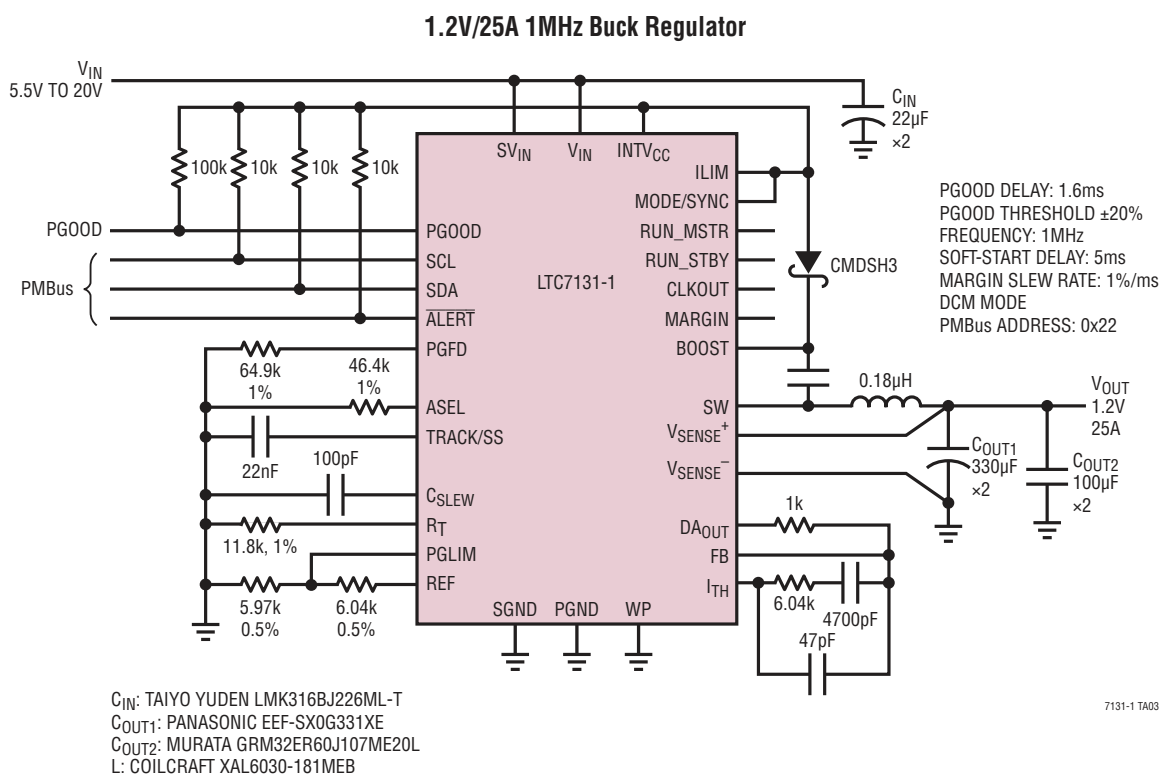 1.2V/25A 1MHz Buck Regulator
VIN
5.5V TO 20V
CIN
22µF
×2
100k
10k
10k
10k
SVIN
VIN
INTVCC
ILIM
MODE/SYNC
PGOOD
PGOOD
RUN_MSTR
SCL
RUN_STBY
PMBus
SDA
LTC7131-1
CLKOUT
ALERT
MARGIN
CMDSH3
PGOOD DELAY: 1.6ms
PGOOD THRESHOLD ±20%
FREQUENCY: 1MHz
SOFT-START DELAY: 5ms
MARGIN SLEW RATE: 1%/ms
DCM MODE
PMBus ADDRESS: 0x22
PGFD
BOOST
64.9k
1%
46.4k
1%
ASEL
SW
0.18µH
VOUT
1.2V
25A
TRACK/SS
VSENSE+
22nF
100pF
VSENSE–
COUT1
330µF
×2
COUT2
100µF
×2
CSLEW
RT
11.8k, 1%
DAOUT
1k
PGLIM
FB
REF
ITH
5.97k
0.5%
6.04k
0.5%
6.04k
4700pF
47pF
SGND
PGND
WP
CIN: TAIYO YUDEN LMK316BJ226ML-T
COUT1: PANASONIC EEF-SX0G331XE
COUT2: MURATA GRM32ER60J107ME20L
L: COILCRAFT XAL6030-181MEB
7131-1 TA03